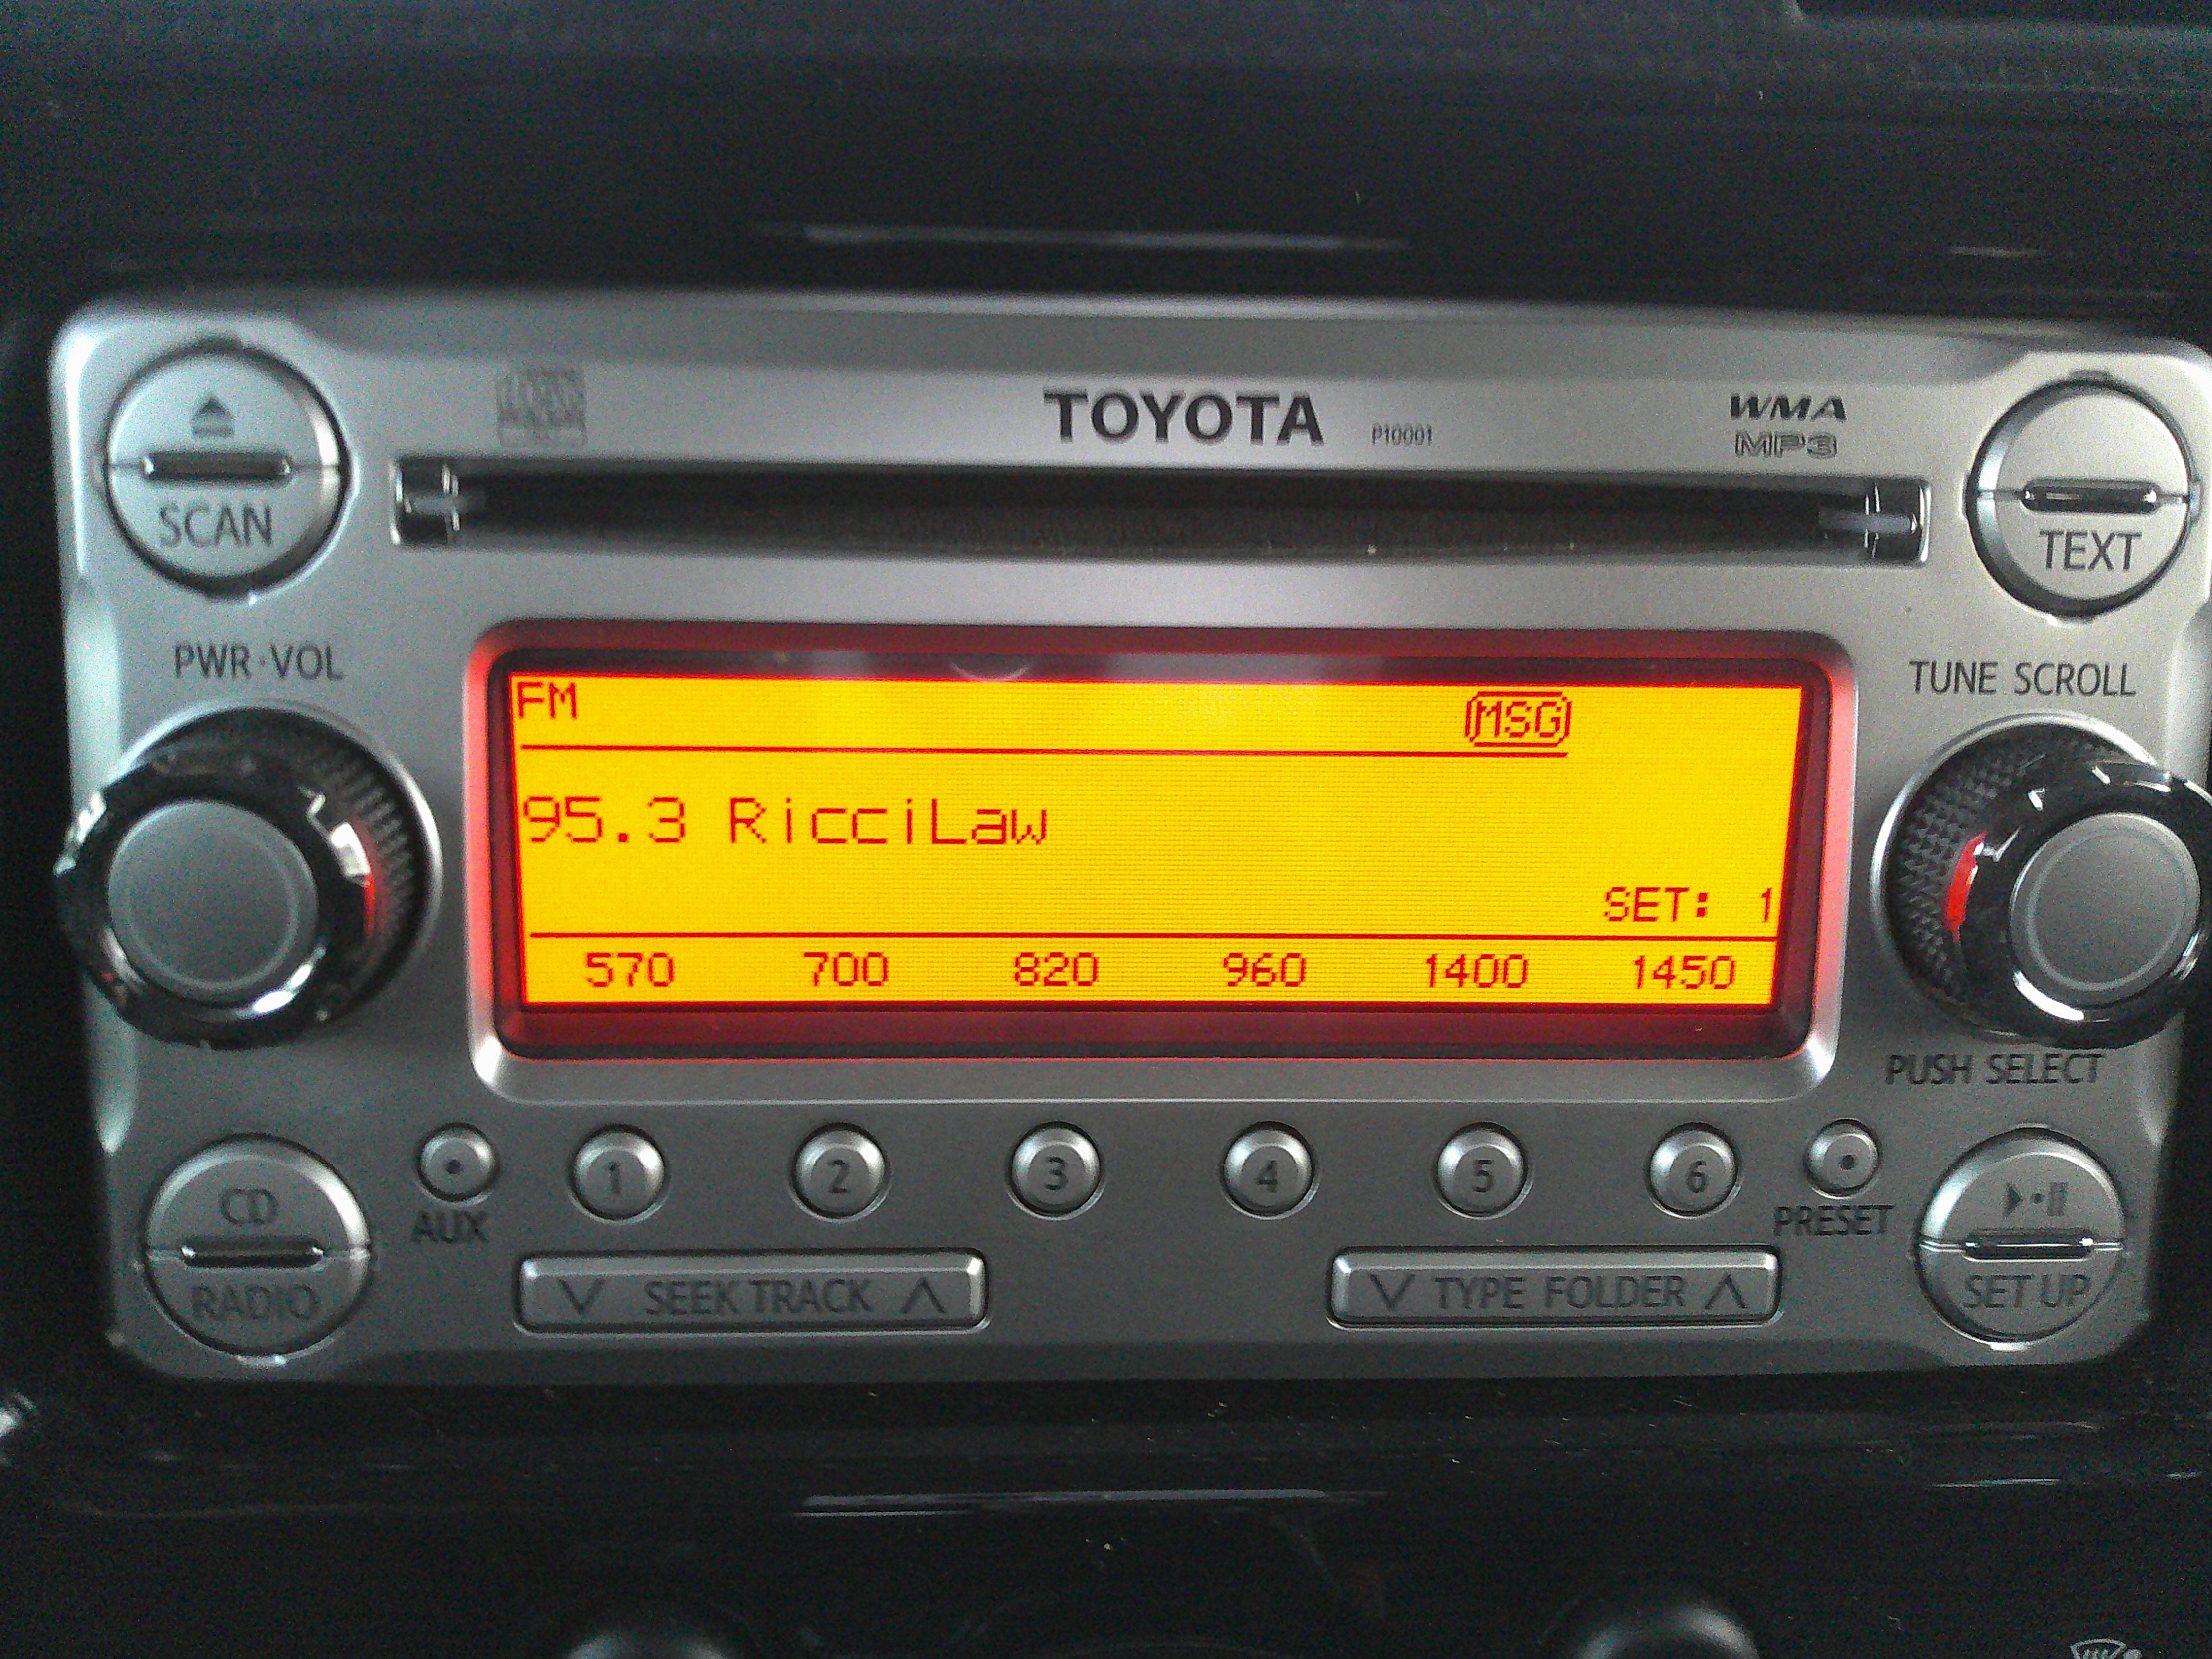 TOYOTA P10001
WMA
MP3
SCAN
TEXT
PWR·VOL
TUNE SCROLL
FM MSG
95.3 RicciLaw
SET: 1
570 700 820 960 1400 1450
PUSH SELECT
1 2 3 4 5 6
CD
RADIO
AUX
PRESET
SET UP
SEEK TRACK
TYPE FOLDER